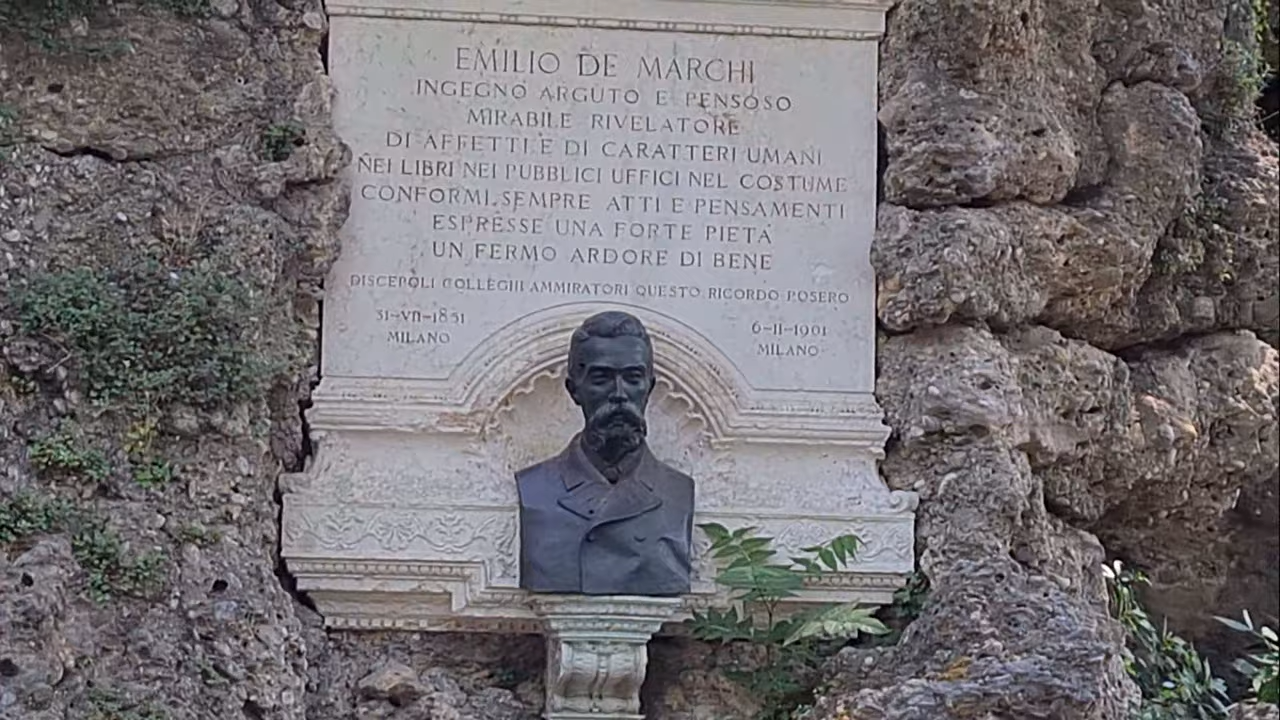 EMILIO DE MARCHI
INGEGNO ARGUTO E PENSOSO
MIRABILE RIVELATORE
DI AFFETTI E DI CARATTERI UMANI
NEI LIBRI NEI PUBBLICI UFFICI NEL COSTUME
CONFORMI SEMPRE ATTI E PENSAMENTI
ESPRESSE UNA FORTE PIETÀ
UN FERMO ARDORE DI BENE
DISCEPOLI COLLEGHI AMMIRATORI QUESTO RICORDO POSERO
31-VII-1851
MILANO
6-II-1901
MILANO